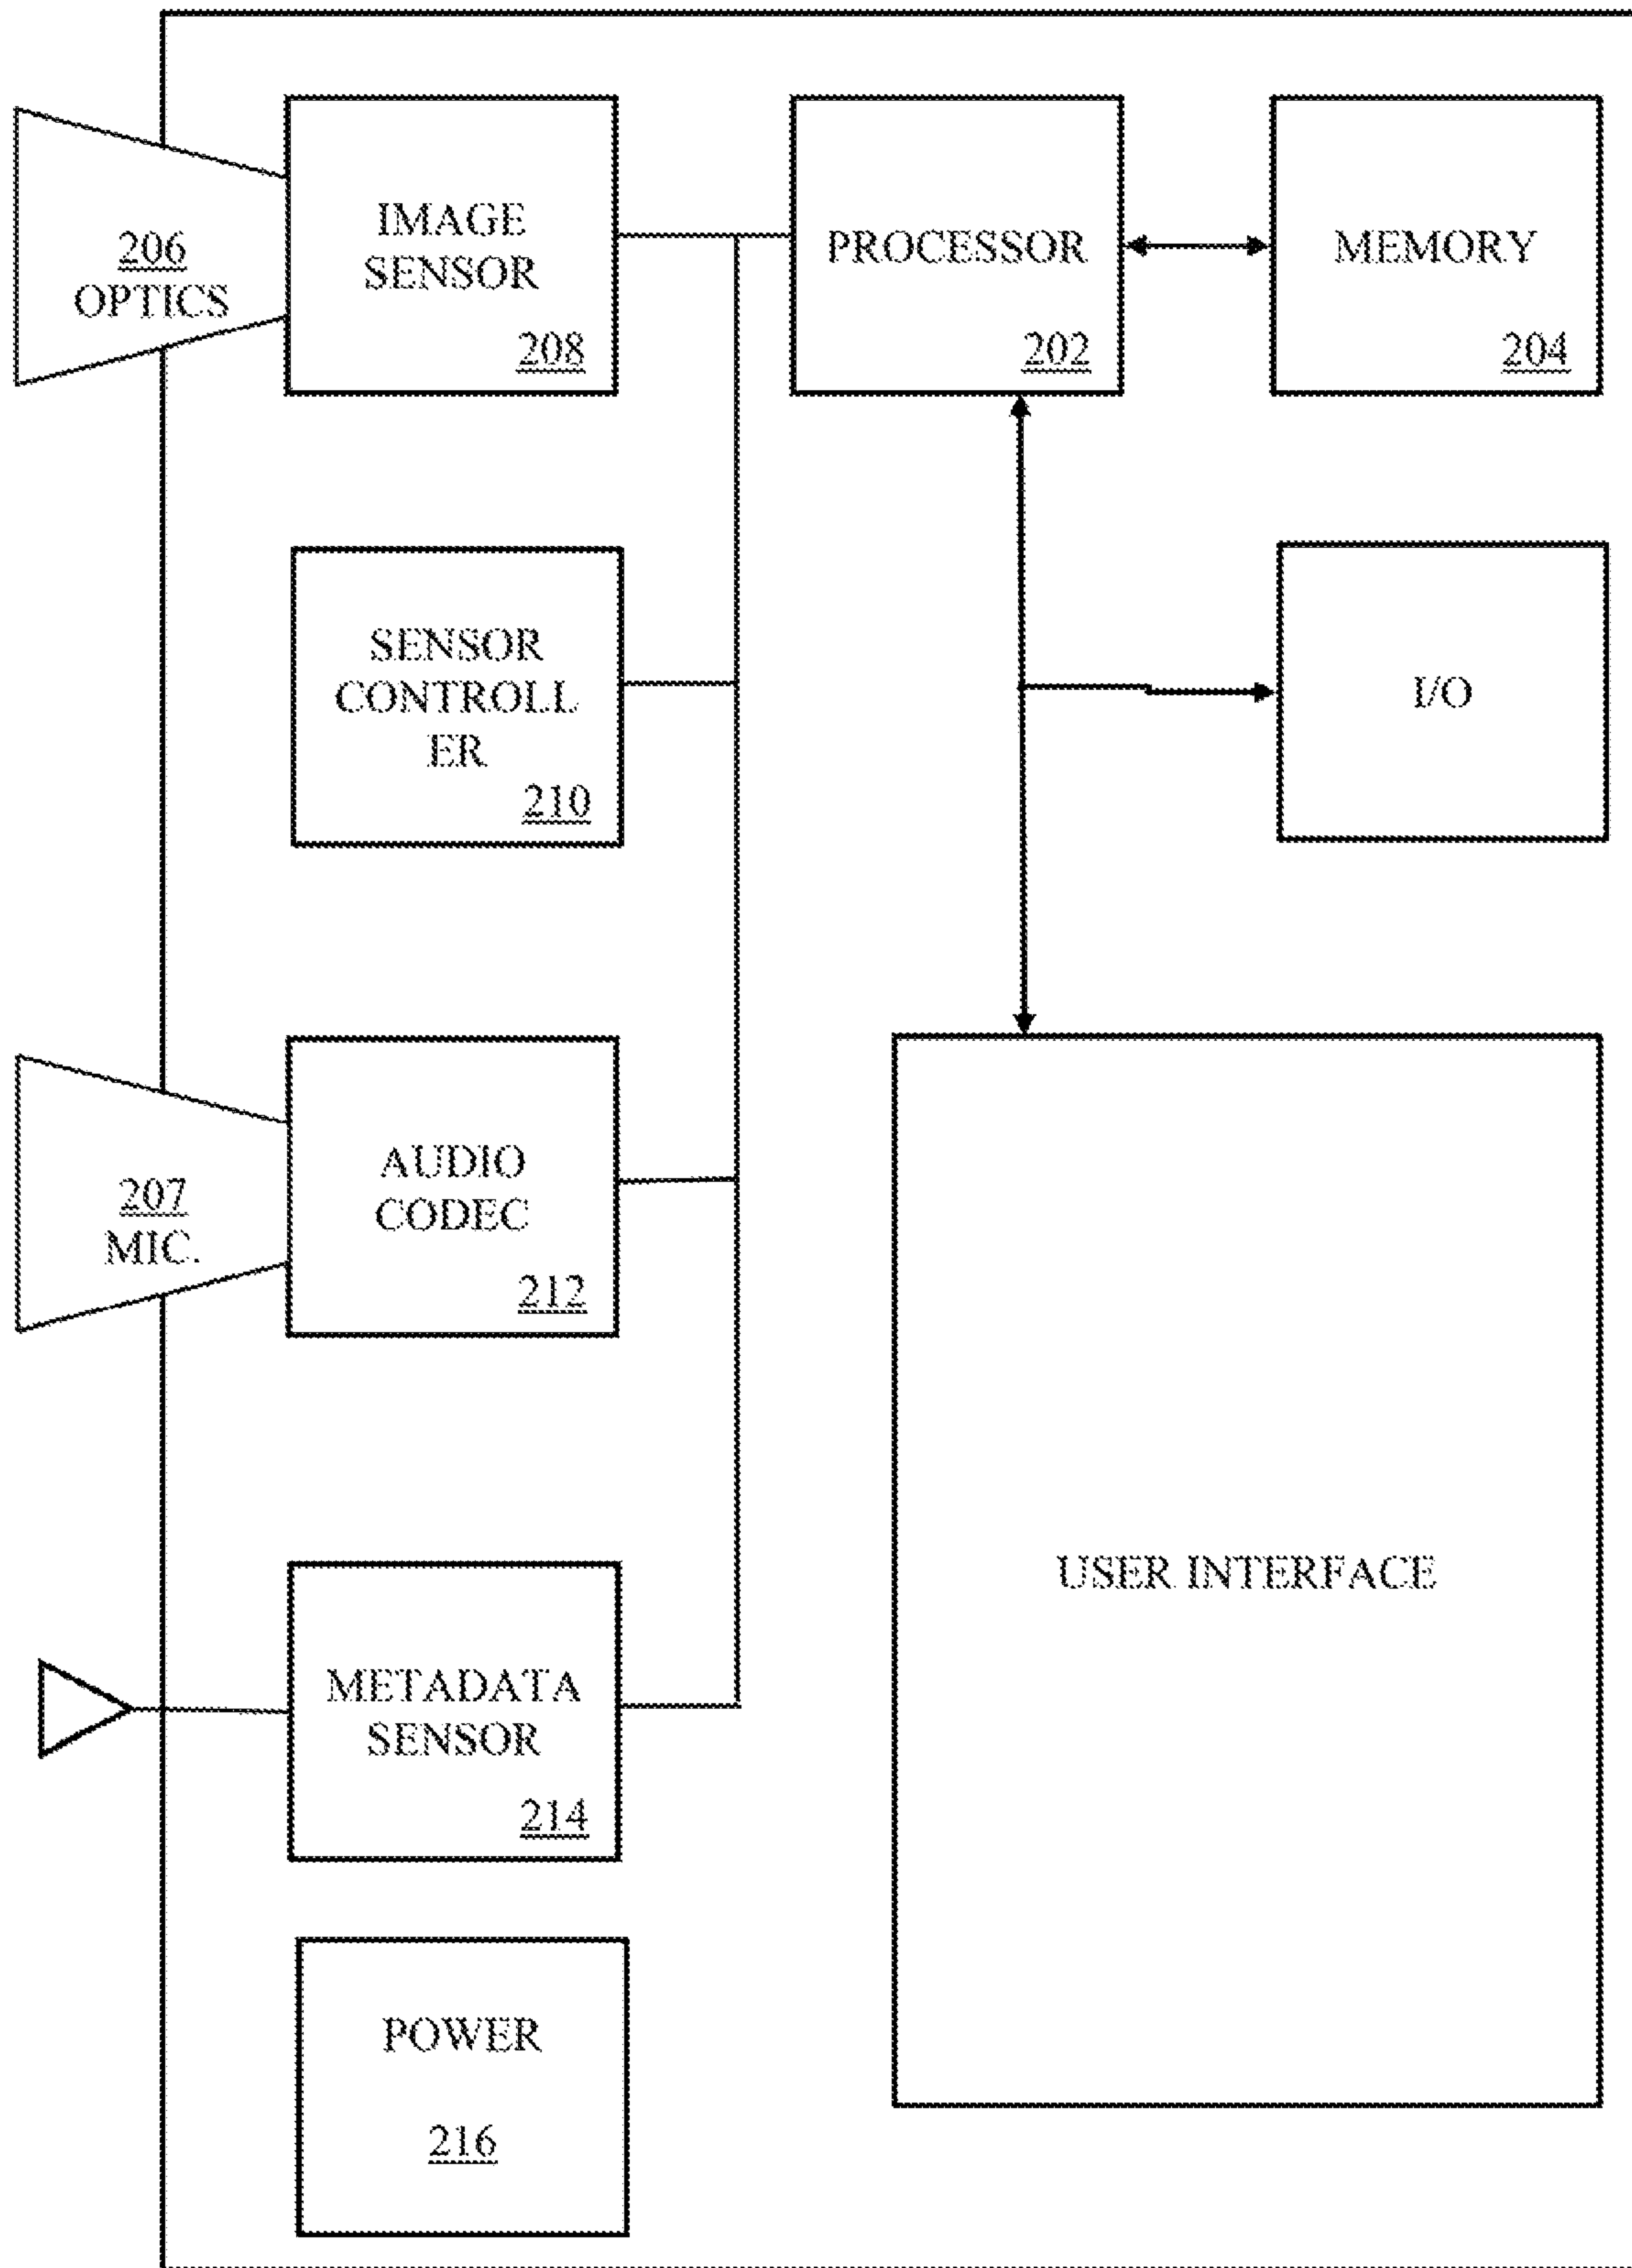 206
OPTICS
IMAGE
SENSOR
208
PROCESSOR
202
MEMORY
204
SENSOR
CONTROLL
ER
210
I/O
207
MIC.
AUDIO
CODEC
212
USER INTERFACE
METADATA
SENSOR
214
POWER
216